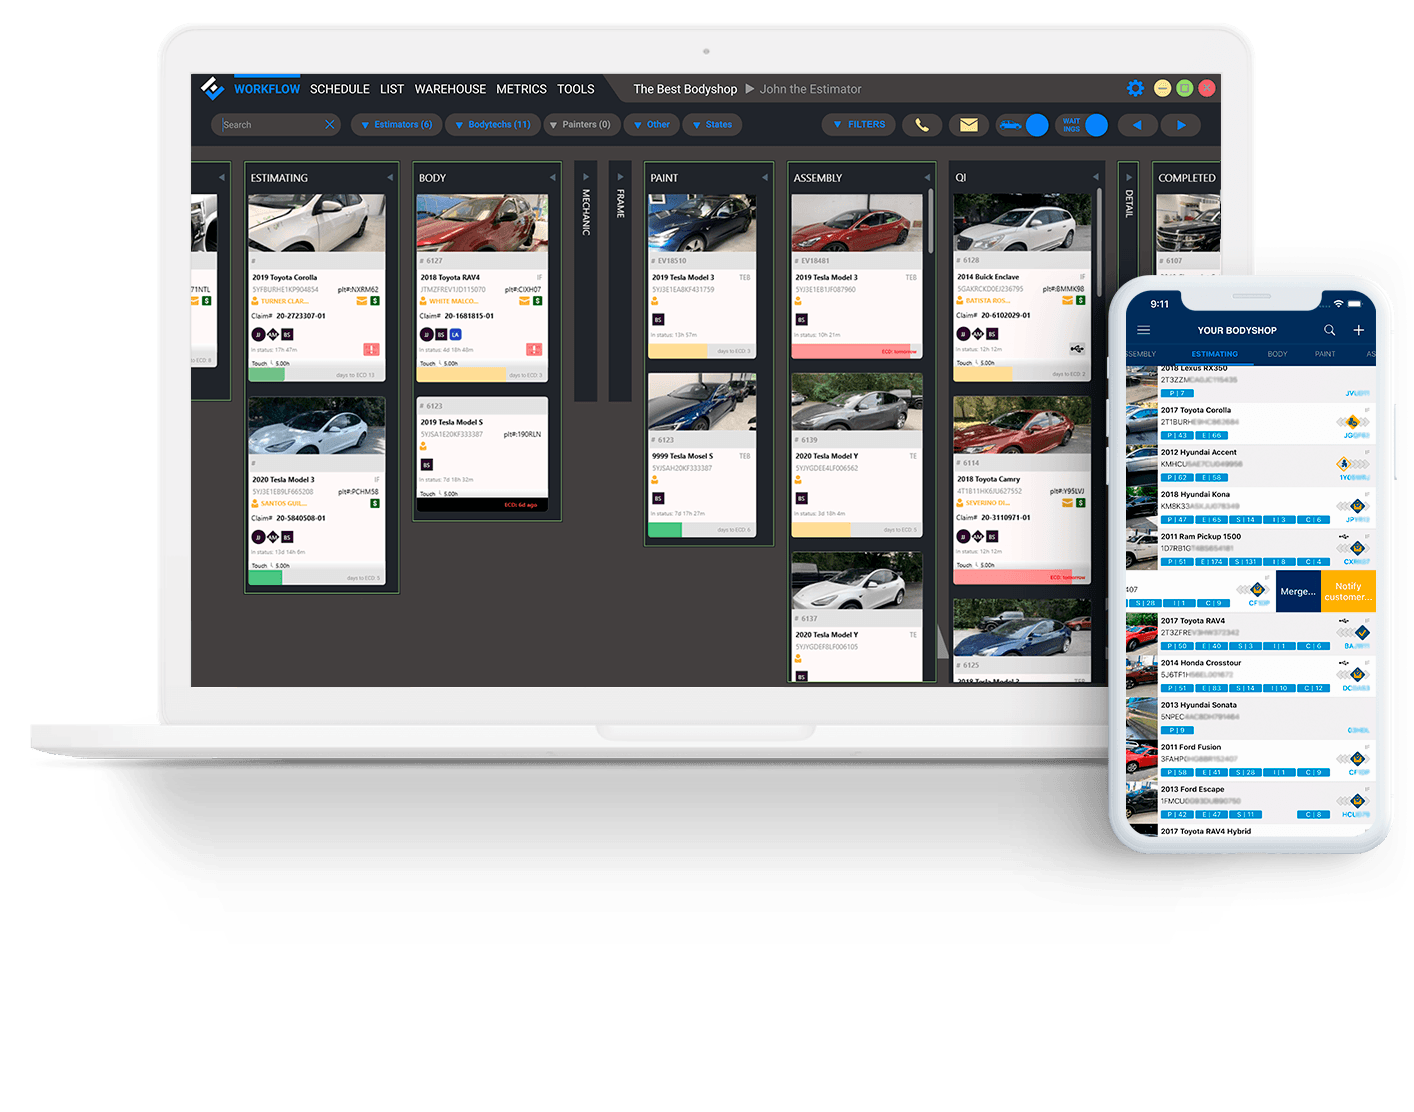 WORKFLOW SCHEDULE LIST WAREHOUSE METRICS TOOLS The Best Bodyshop John the Estimator
Search Estimators (6) Bodytechs (11) Painters (0) Other States FILTERS WAIT INGS
71NTL
ESTIMATING
#
2019 Toyota Corolla
IF
5YFBURHE1KP904854 plt#:NXRM62
TURNER CLAR...
Claim# 20-2723307-01
JJ AM BS
In status: 17h 47m
Touch 5.00h
days to ECD 13
#
2020 Tesla Model 3
IF
5YJ3E1EB9LF665208 plt#:PCHM58
SANTOS GUIL...
Claim# 20-5840508-01
JJ AM BS
In status: 13d 14h 6m
Touch 5.00h
days to ECD 5
BODY
# 6127
2018 Toyota RAV4
IF
JTMZFREV1JD115070 plt#:CIXH07
WHITE MALCO...
Claim# 20-1681815-01
JJ BS LA
In status: 4d 16h 48m
Touch 5.00h
days to ECD: 3
# 6123
2019 Tesla Model S
5YJSA1E20KF333387 plt#:190RLN
BS
In status: 7d 18h 32m
Touch 5.00h
ECD: 6d ago
MECHANIC
FRAME
PAINT
# EV18510
2019 Tesla Model 3 TEB
5YJ3E1EA8KF431759
BS
In status: 13h 57m
days to ECD: 3
# 6123
9999 Tesla Mosel S TEB
5YJSAH20KF333387
BS
In status: 7d 17h 27m
days to ECD: 6
ASSEMBLY
# EV18481
2019 Tesla Model 3 TEB
5YJ3E1EB1JF087960
BS
In status: 10h 21m
ECD: tomorrow
# 6139
2020 Tesla Model Y TE
5YJYGDEE4LF006562
BS
In status: 3d 18h 4m
days to ECD: 5
# 6137
2020 Tesla Model Y TE
5YJYGDEF8LF006105
BS
QI
# 6128
2014 Buick Enclave
IF
5GAKRCKD0EJ236795 plt#:BMMK98
BATISTA ROS...
Claim# 20-6102029-01
JJ AM BS
In status: 12h 12m
Touch 5.00h
days to ECD: 2
# 6114
2018 Toyota Camry
IF
4T1B11HK6JU627552 plt#:Y95LVJ
SEVERINO DI...
Claim# 20-3110971-01
JJ AM BS
In status: 12h 12m
Touch 5.00h
ECD: tomorrow
# 6125
2018 Tesla Model 3
DETAIL
COMPLETED
# 6107
9:11
YOUR BODYSHOP
SSEMBLY ESTIMATING BODY PAINT AS
2018 Lexus RX350
2T3ZZM
P | 7
2017 Toyota Corolla
2T1BURH
P | 43 E | 66
2012 Hyundai Accent
KMHCU
P | 62 E | 58
2018 Hyundai Kona
KM8K33
P | 47 E | 65 S | 14 I | 3 C | 6
2011 Ram Pickup 1500
1D7RB1G
P | 51 E | 174 S | 131 I | 8 C | 4
407
S | 28 I | 1 C | 9
Merge...
Notify
customer...
2017 Toyota RAV4
2T3ZFRE
P | 50 E | 40 S | 3 I | 1 C | 6
2014 Honda Crosstour
5J6TF1H
P | 51 E | 83 S | 14 I | 10 C | 12
2013 Hyundai Sonata
5NPEC
P | 9
2011 Ford Fusion
3FAHP0
P | 58 E | 41 S | 28 I | 1 C | 9
2013 Ford Escape
1FMCU
P | 42 E | 47 S | 11 C | 8
2017 Toyota RAV4 Hybrid